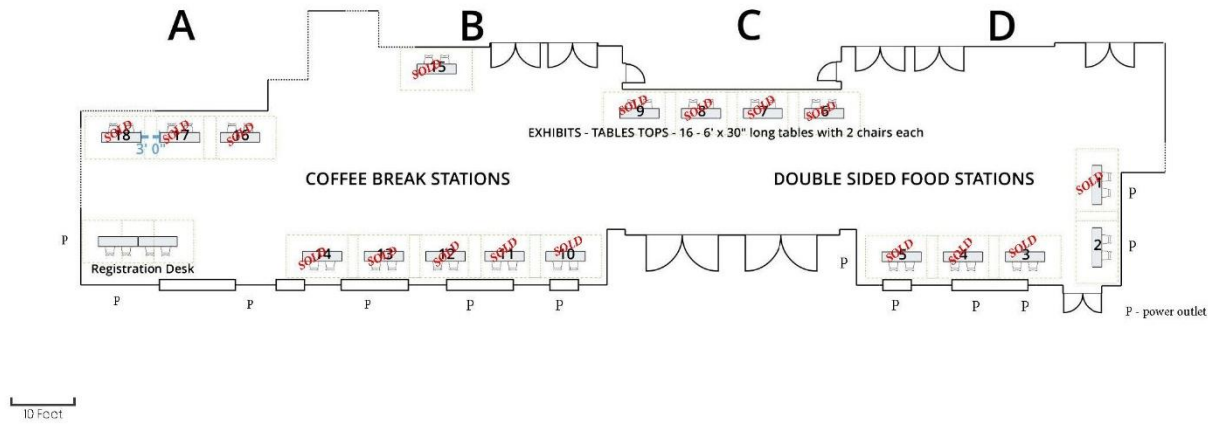 A B C D
SOLD 15
SOLD 18 SOLD 17 SOLD 16
3' 0"
SOLD 9 SOLD 8 SOLD 7 SOLD 6
EXHIBITS - TABLES TOPS - 16 - 6' x 30" long tables with 2 chairs each
COFFEE BREAK STATIONS
DOUBLE SIDED FOOD STATIONS
SOLD 1 P
P
Registration Desk
SOLD 14 SOLD 13 SOLD 12 SOLD 11 SOLD 10
P
SOLD 5 SOLD 4 SOLD 3
2 P
P P P P P P P P
P - power outlet
10 Feet